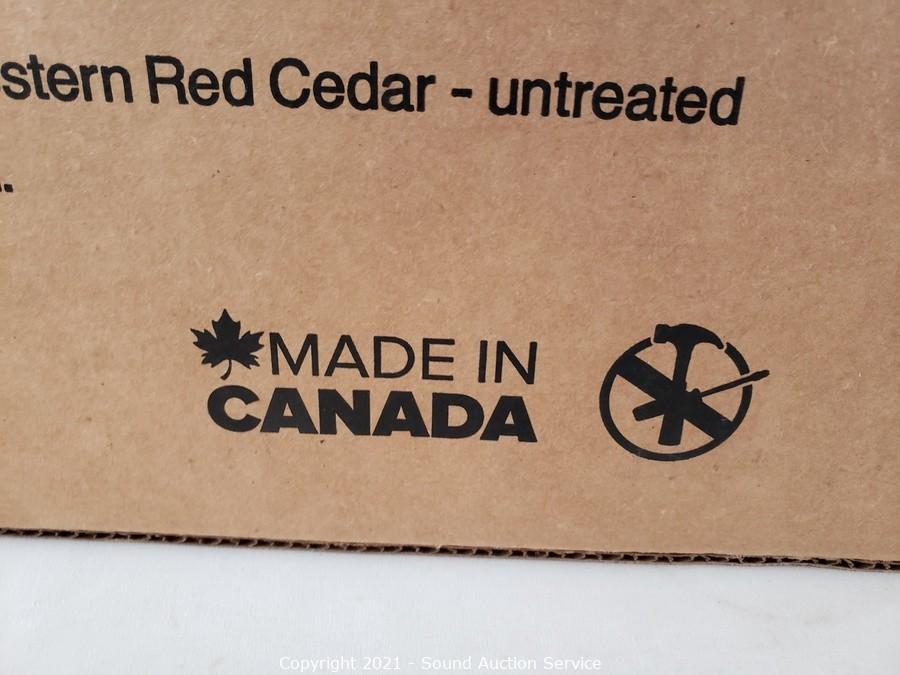 stern Red Cedar - untreated
MADE IN
CANADA
Copyright 2021 - Sound Auction Service